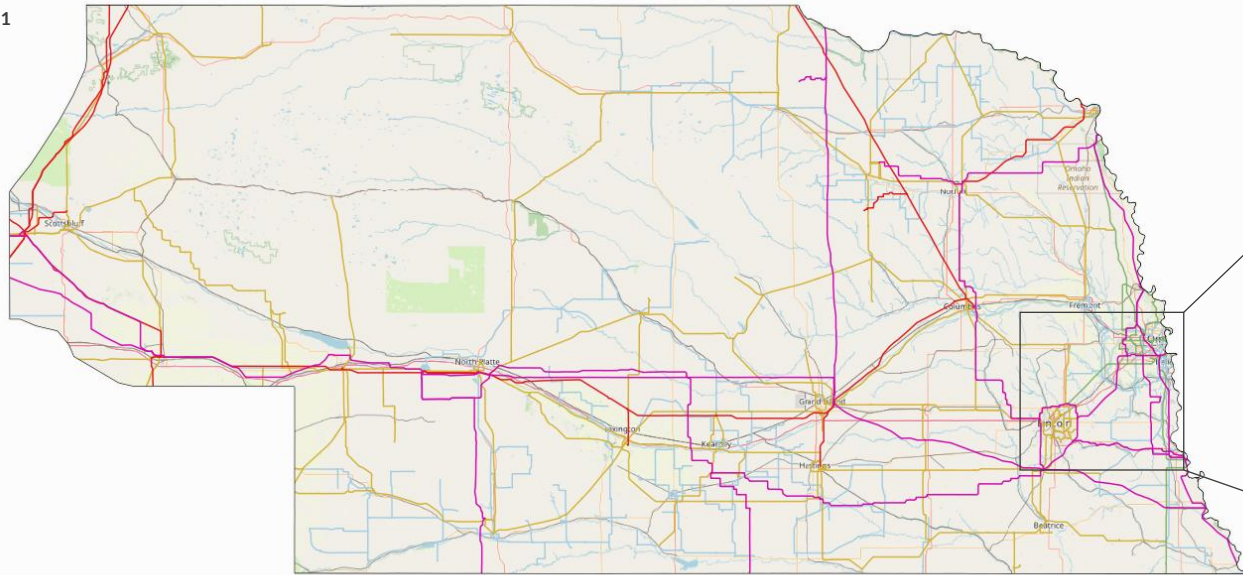 1
Scottsbluff
Norfolk
Omaha
Indian
Reservation
Columbus
Fremont
North Platte
Grand Island
Lincoln
Lexington
Kearney
Hastings
Beatrice